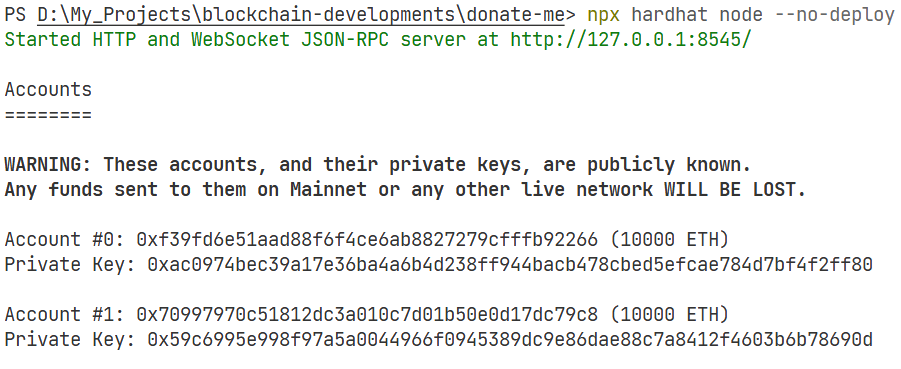 PS D:\My_Projects\blockchain-developments\donate-me> npx hardhat node --no-deploy
Started HTTP and WebSocket JSON-RPC server at http://127.0.0.1:8545/
Accounts
========
WARNING: These accounts, and their private keys, are publicly known.
Any funds sent to them on Mainnet or any other live network WILL BE LOST.
Account #0: 0xf39fd6e51aad88f6f4ce6ab8827279cfffb92266 (10000 ETH)
Private Key: 0xac0974bec39a17e36ba4a6b4d238ff944bacb478cbed5efcae784d7bf4f2ff80
Account #1: 0x70997970c51812dc3a010c7d01b50e0d17dc79c8 (10000 ETH)
Private Key: 0x59c6995e998f97a5a0044966f0945389dc9e86dae88c7a8412f4603b6b78690d